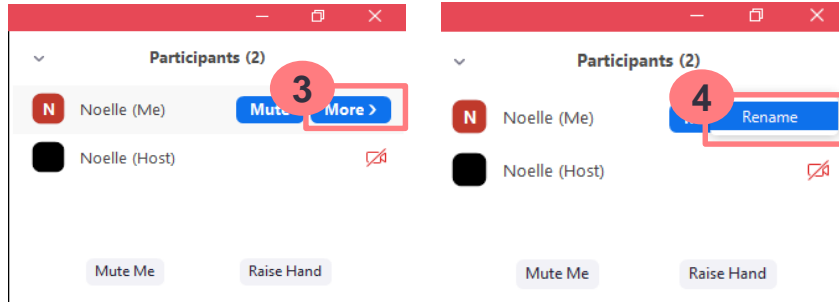 Participants (2)
3
N Noelle (Me) Mute More >
Noelle (Host)
Mute Me Raise Hand
Participants (2)
4
N Noelle (Me) Rename
Noelle (Host)
Mute Me Raise Hand